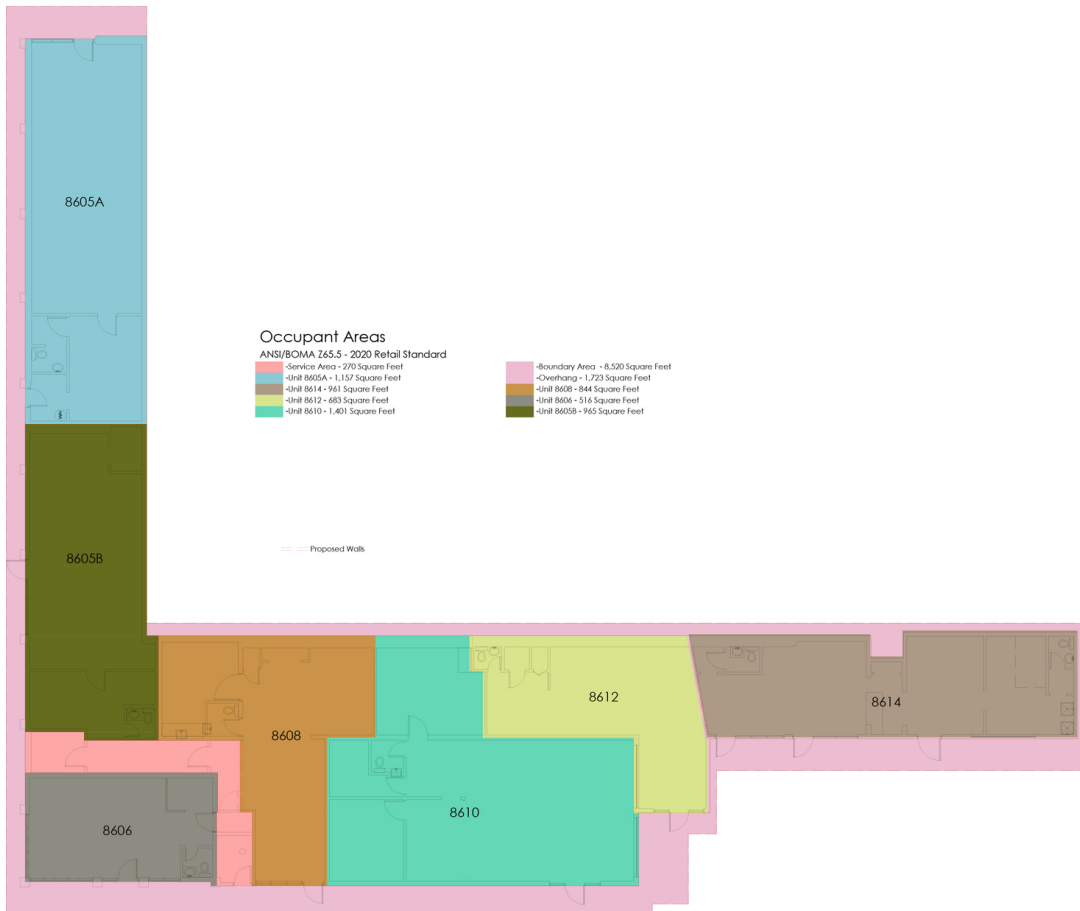 8605A
Occupant Areas
ANSI/BOMA Z65.5 - 2020 Retail Standard
-Service Area - 270 Square Feet
-Unit 8605A - 1,157 Square Feet
-Unit 8614 - 961 Square Feet
-Unit 8612 - 683 Square Feet
-Unit 8610 - 1,401 Square Feet
-Boundary Area - 8,520 Square Feet
-Overhang - 1,723 Square Feet
-Unit 8608 - 844 Square Feet
-Unit 8606 - 516 Square Feet
-Unit 8605B - 965 Square Feet
Proposed Walls
8605B
8612
8614
8608
8610
8606